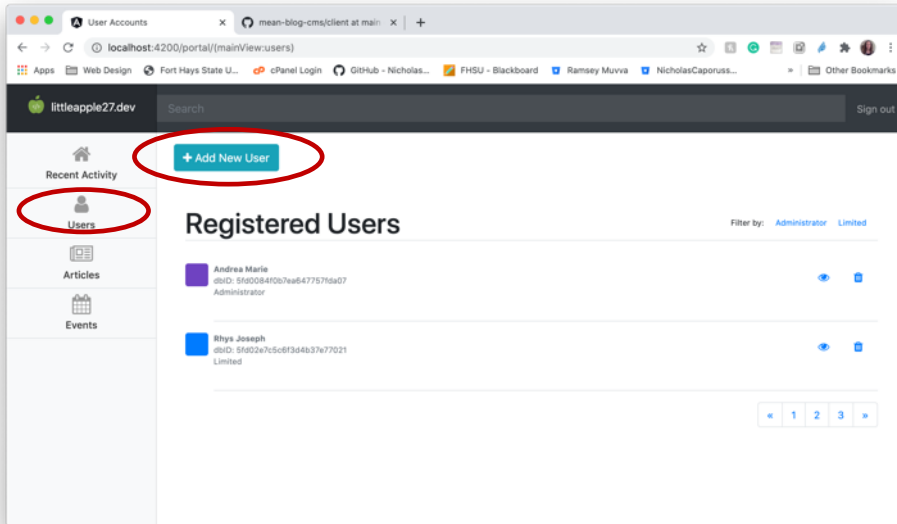 User Accounts
mean-blog-cms/client at main
localhost:4200/portal/(mainView:users)
Apps
Web Design
Fort Hays State U...
cPanel Login
GitHub - Nicholas...
FHSU - Blackboard
Ramsey Muvva
NicholasCaporuss...
»
Other Bookmarks
littleapple27.dev
Search
Sign out
Recent Activity
+ Add New User
Users
Registered Users
Filter by: Administrator Limited
Articles
Andrea Marie
dbID: 5fd0084f0b7ea647757fda07
Administrator
Events
Rhys Joseph
dbID: 5fd02e7c5c6f3d4b37e77021
Limited
« 1 2 3 »